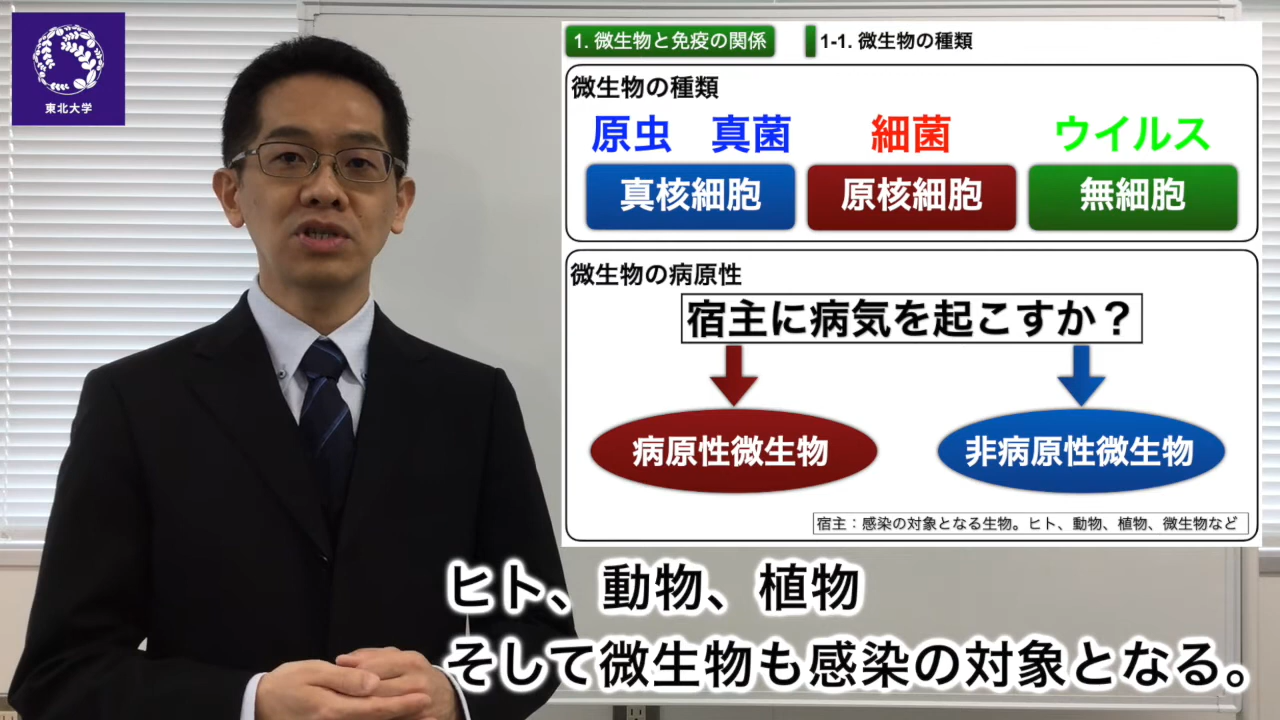 東北大学
1. 微生物と免疫の関係
1-1. 微生物の種類
微生物の種類
原虫 真菌 細菌 ウイルス
真核細胞 原核細胞 無細胞
微生物の病原性
宿主に病気を起こすか？
病原性微生物 非病原性微生物
宿主：感染の対象となる生物。ヒト、動物、植物、微生物など
ヒト、動物、植物
そして微生物も感染の対象となる。